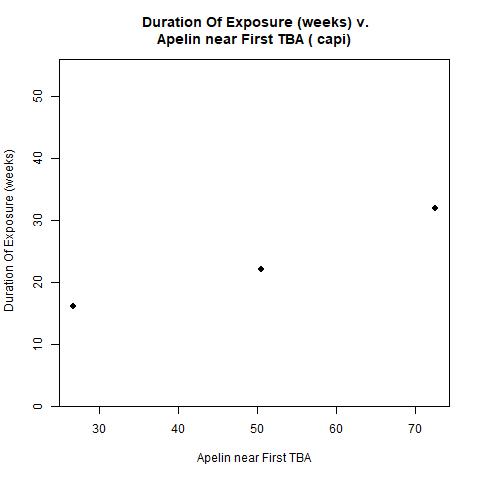 Duration Of Exposure (weeks) v.
Apelin near First TBA ( capi)
Duration Of Exposure (weeks)
50
40
30
20
10
0
30 40 50 60 70
Apelin near First TBA